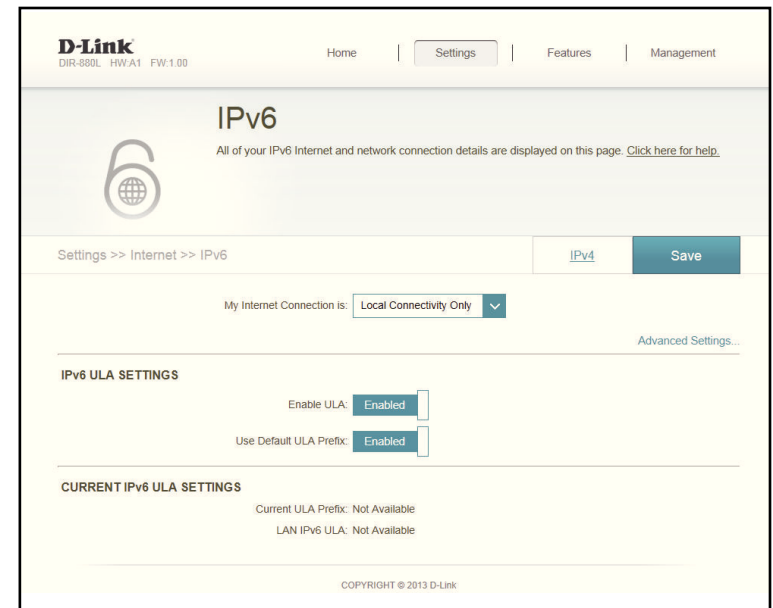 D-Link
DIR-880L HW:A1 FW:1.00
Home Settings Features Management
IPv6
All of your IPv6 Internet and network connection details are displayed on this page. Click here for help.
Settings >> Internet >> IPv6
IPv4 Save
My Internet Connection is: Local Connectivity Only
Advanced Settings...
IPv6 ULA SETTINGS
Enable ULA: Enabled
Use Default ULA Prefix: Enabled
CURRENT IPv6 ULA SETTINGS
Current ULA Prefix: Not Available
LAN IPv6 ULA: Not Available
COPYRIGHT © 2013 D-Link